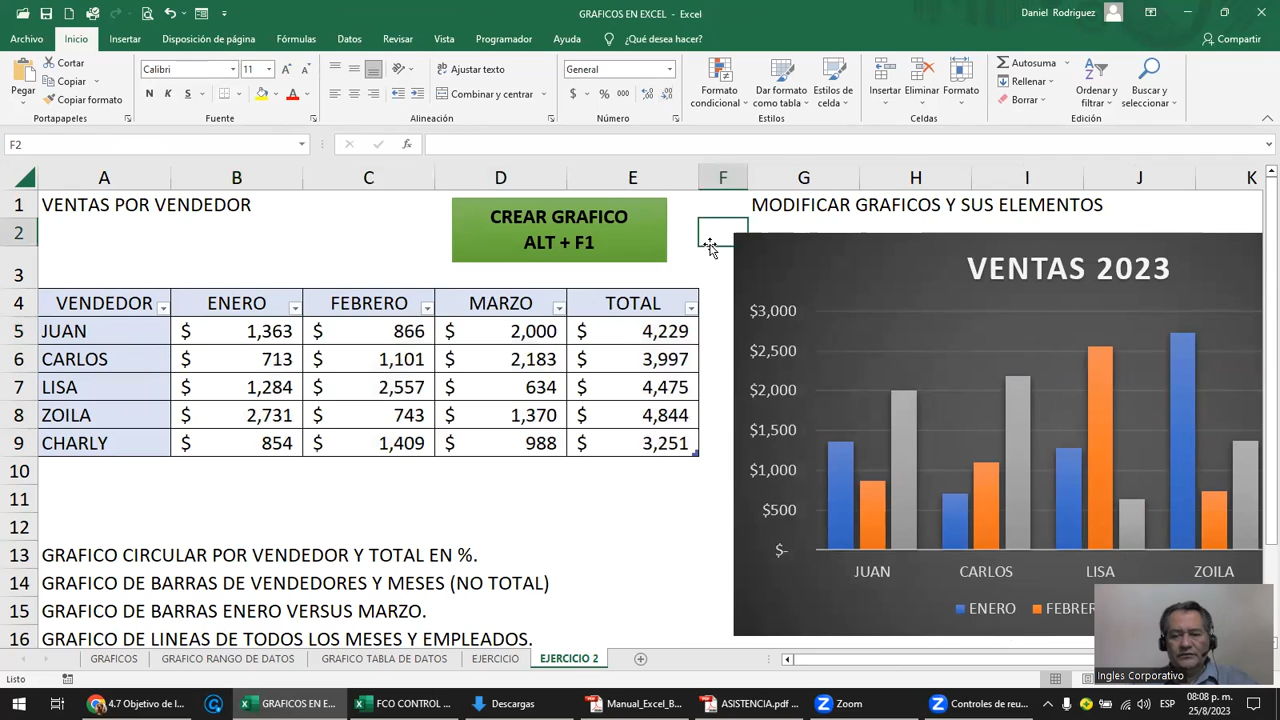 GRAFICOS EN EXCEL - Excel
Daniel Rodriguez
Archivo Inicio Insertar Disposición de página Fórmulas Datos Revisar Vista Programador Ayuda ¿Qué desea hacer? Compartir
Pegar
Cortar
Copiar
Copiar formato
Portapapeles
Calibri 11
N K S
Fuente
Ajustar texto
Combinar y centrar
Alineación
General
$ % 000
Número
Formato condicional
Dar formato como tabla
Estilos de celda
Estilos
Insertar Eliminar Formato
Celdas
Autosuma
Rellenar
Borrar
Ordenar y filtrar
Buscar y seleccionar
Edición
F2 fx
A B C D E F G H I J K
1 VENTAS POR VENDEDOR MODIFICAR GRAFICOS Y SUS ELEMENTOS
2
CREAR GRAFICO
ALT + F1
3
4 VENDEDOR ENERO FEBRERO MARZO TOTAL
5 JUAN $ 1,363 $ 866 $ 2,000 $ 4,229
6 CARLOS $ 713 $ 1,101 $ 2,183 $ 3,997
7 LISA $ 1,284 $ 2,557 $ 634 $ 4,475
8 ZOILA $ 2,731 $ 743 $ 1,370 $ 4,844
9 CHARLY $ 854 $ 1,409 $ 988 $ 3,251
10
11
12
13 GRAFICO CIRCULAR POR VENDEDOR Y TOTAL EN %.
14 GRAFICO DE BARRAS DE VENDEDORES Y MESES (NO TOTAL)
15 GRAFICO DE BARRAS ENERO VERSUS MARZO.
16 GRAFICO DE LINEAS DE TODOS LOS MESES Y EMPLEADOS.
VENTAS 2023
$3,000
$2,500
$2,000
$1,500
$1,000
$500
$-
JUAN CARLOS LISA ZOILA
ENERO FEBRER
Ingles Corporativo
GRAFICOS GRAFICO RANGO DE DATOS GRAFICO TABLA DE DATOS EJERCICIO EJERCICIO 2
Listo
4.7 Objetivo de l... GRAFICOS EN E... FCO CONTROL ... Descargas Manual_Excel_B... ASISTENCIA.pdf ... Zoom Controles de reu... ESP
08:08 p. m.
25/8/2023